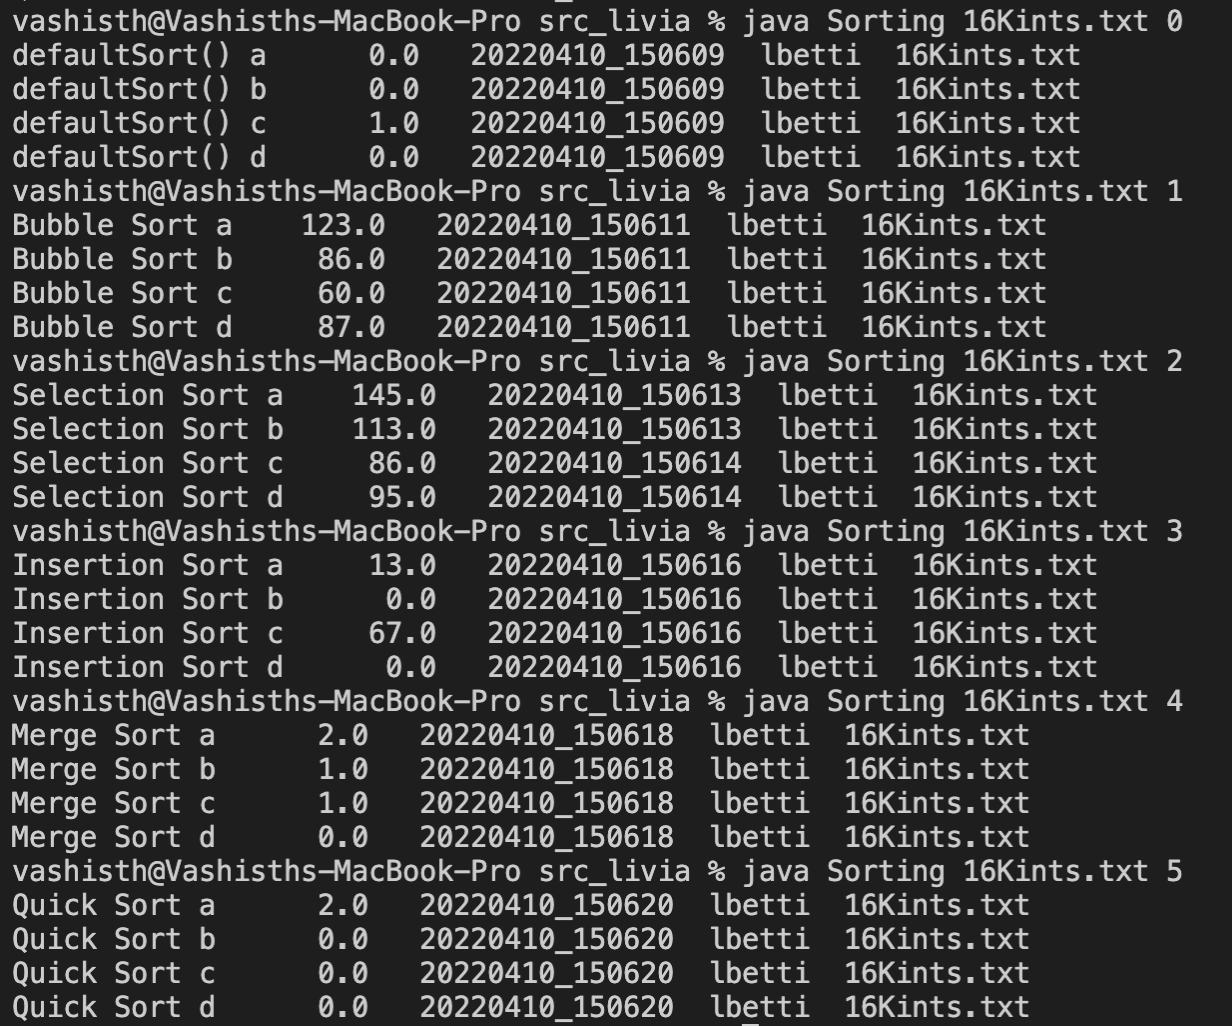 vashisth@Vashisths-MacBook-Pro src_livia % java Sorting 16Kints.txt 0
defaultSort() a      0.0   20220410_150609  lbetti  16Kints.txt
defaultSort() b      0.0   20220410_150609  lbetti  16Kints.txt
defaultSort() c      1.0   20220410_150609  lbetti  16Kints.txt
defaultSort() d      0.0   20220410_150609  lbetti  16Kints.txt
vashisth@Vashisths-MacBook-Pro src_livia % java Sorting 16Kints.txt 1
Bubble Sort a    123.0   20220410_150611  lbetti  16Kints.txt
Bubble Sort b     86.0   20220410_150611  lbetti  16Kints.txt
Bubble Sort c     60.0   20220410_150611  lbetti  16Kints.txt
Bubble Sort d     87.0   20220410_150611  lbetti  16Kints.txt
vashisth@Vashisths-MacBook-Pro src_livia % java Sorting 16Kints.txt 2
Selection Sort a    145.0   20220410_150613  lbetti  16Kints.txt
Selection Sort b    113.0   20220410_150613  lbetti  16Kints.txt
Selection Sort c     86.0   20220410_150614  lbetti  16Kints.txt
Selection Sort d     95.0   20220410_150614  lbetti  16Kints.txt
vashisth@Vashisths-MacBook-Pro src_livia % java Sorting 16Kints.txt 3
Insertion Sort a     13.0   20220410_150616  lbetti  16Kints.txt
Insertion Sort b      0.0   20220410_150616  lbetti  16Kints.txt
Insertion Sort c     67.0   20220410_150616  lbetti  16Kints.txt
Insertion Sort d      0.0   20220410_150616  lbetti  16Kints.txt
vashisth@Vashisths-MacBook-Pro src_livia % java Sorting 16Kints.txt 4
Merge Sort a      2.0   20220410_150618  lbetti  16Kints.txt
Merge Sort b      1.0   20220410_150618  lbetti  16Kints.txt
Merge Sort c      1.0   20220410_150618  lbetti  16Kints.txt
Merge Sort d      0.0   20220410_150618  lbetti  16Kints.txt
vashisth@Vashisths-MacBook-Pro src_livia % java Sorting 16Kints.txt 5
Quick Sort a      2.0   20220410_150620  lbetti  16Kints.txt
Quick Sort b      0.0   20220410_150620  lbetti  16Kints.txt
Quick Sort c      0.0   20220410_150620  lbetti  16Kints.txt
Quick Sort d      0.0   20220410_150620  lbetti  16Kints.txt